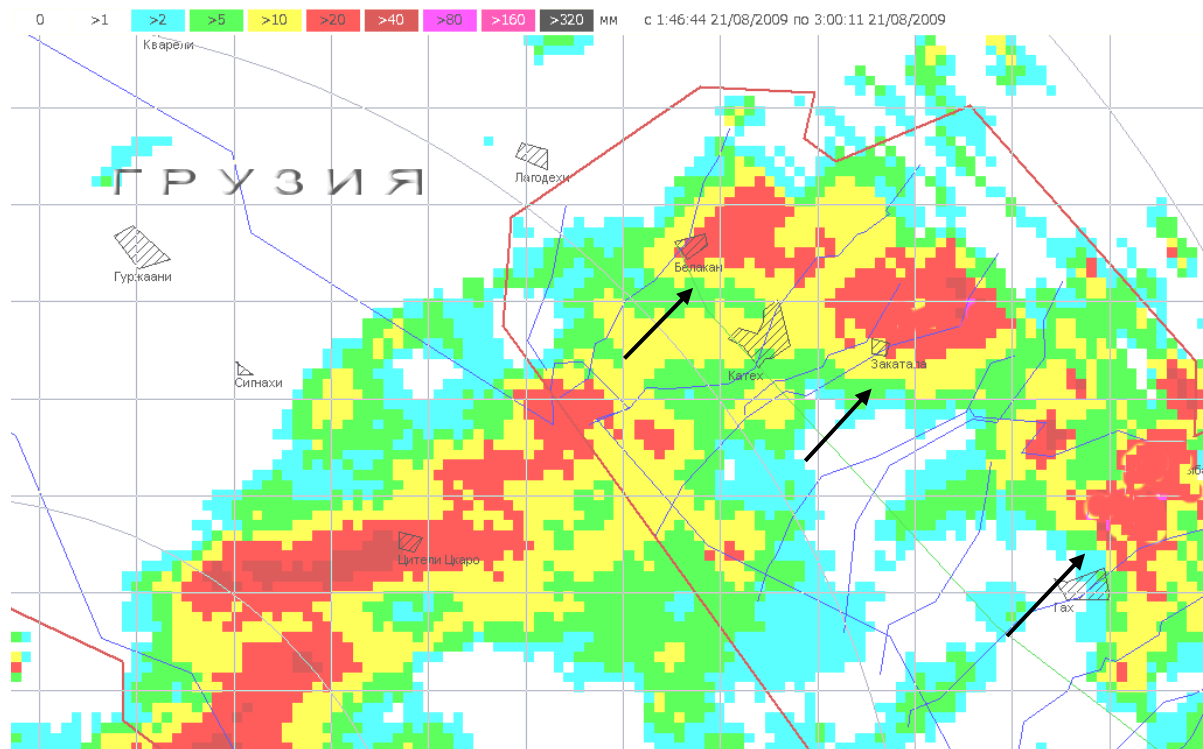 0 >1 >2 >5 >10 >20 >40 >80 >160 >320 мм с 1:46:44 21/08/2009 по 3:00:11 21/08/2009
Кварели
Лагодехи
ГРУЗИЯ
Гурхаани
Белакан
Закатала
Катех
Сигнахи
Цители Цкаро
Гах